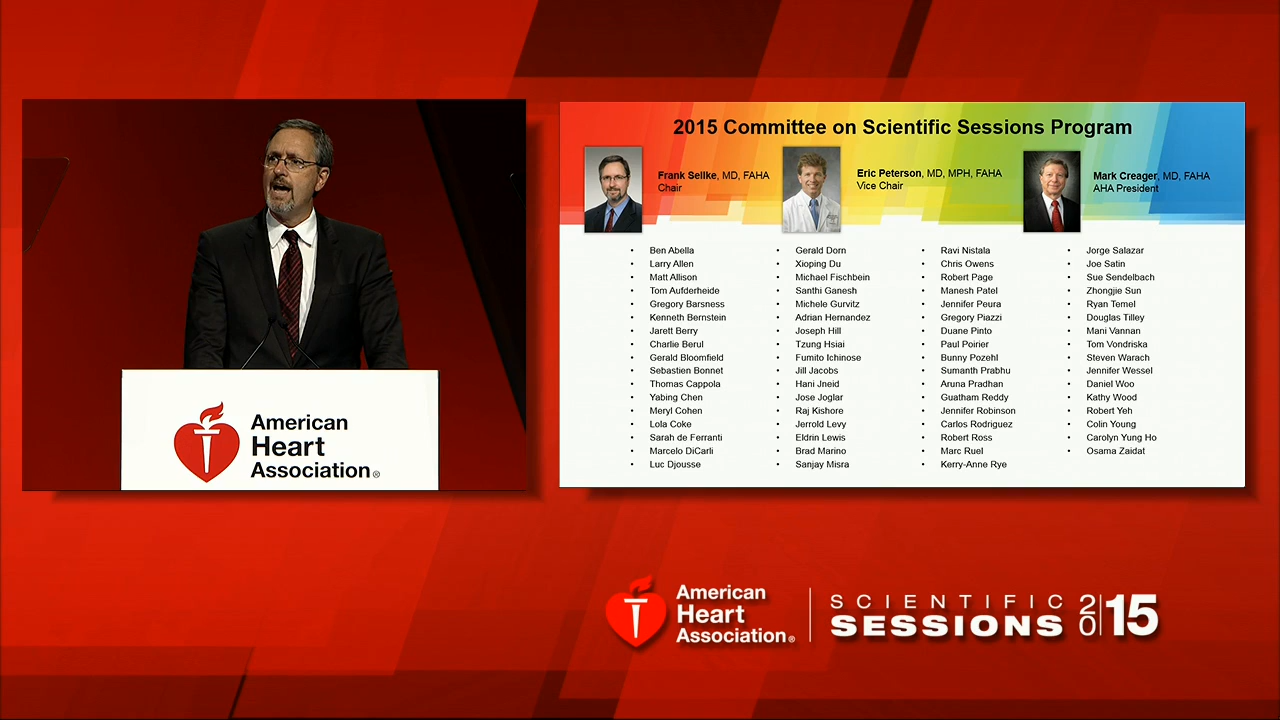 2015 Committee on Scientific Sessions Program
Frank Sellke, MD, FAHA
Chair
Eric Peterson, MD, MPH, FAHA
Vice Chair
Mark Creager, MD, FAHA
AHA President
• Ben Abella
• Larry Allen
• Matt Allison
• Tom Aufderheide
• Gregory Barsness
• Kenneth Bernstein
• Jarett Berry
• Charlie Berul
• Gerald Bloomfield
• Sebastien Bonnet
• Thomas Cappola
• Yabing Chen
• Meryl Cohen
• Lola Coke
• Sarah de Ferranti
• Marcelo DiCarli
• Luc Djousse
• Gerald Dorn
• Xioping Du
• Michael Fischbein
• Santhi Ganesh
• Michele Gurvitz
• Adrian Hernandez
• Joseph Hill
• Tzung Hsiai
• Fumito Ichinose
• Jill Jacobs
• Hani Jneid
• Jose Joglar
• Raj Kishore
• Jerrold Levy
• Eldrin Lewis
• Brad Marino
• Sanjay Misra
• Ravi Nistala
• Chris Owens
• Robert Page
• Manesh Patel
• Jennifer Peura
• Gregory Piazzi
• Duane Pinto
• Paul Poirier
• Bunny Pozehl
• Sumanth Prabhu
• Aruna Pradhan
• Guatham Reddy
• Jennifer Robinson
• Carlos Rodriguez
• Robert Ross
• Marc Ruel
• Kerry-Anne Rye
• Jorge Salazar
• Joe Satin
• Sue Sendelbach
• Zhongjie Sun
• Ryan Temel
• Douglas Tilley
• Mani Vannan
• Tom Vondriska
• Steven Warach
• Jennifer Wessel
• Daniel Woo
• Kathy Wood
• Robert Yeh
• Colin Young
• Carolyn Yung Ho
• Osama Zaidat
American
Heart
Association®
American
Heart
Association®
SCIENTIFIC
SESSIONS
20|15